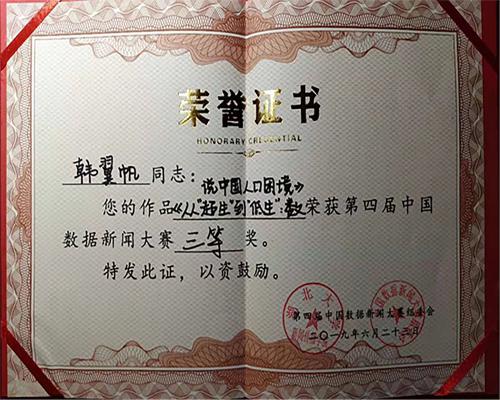 荣誉证书
HONORARY CREDENTIAL
韩翼帆 同志：
说中国人口困境》
您的作品《从“超生”到“低生”:数荣获第四届中国
数据新闻大赛三等奖。
特发此证，以资鼓励。
第四届中国数据新闻大赛组委会
二〇一九年六月二十三日